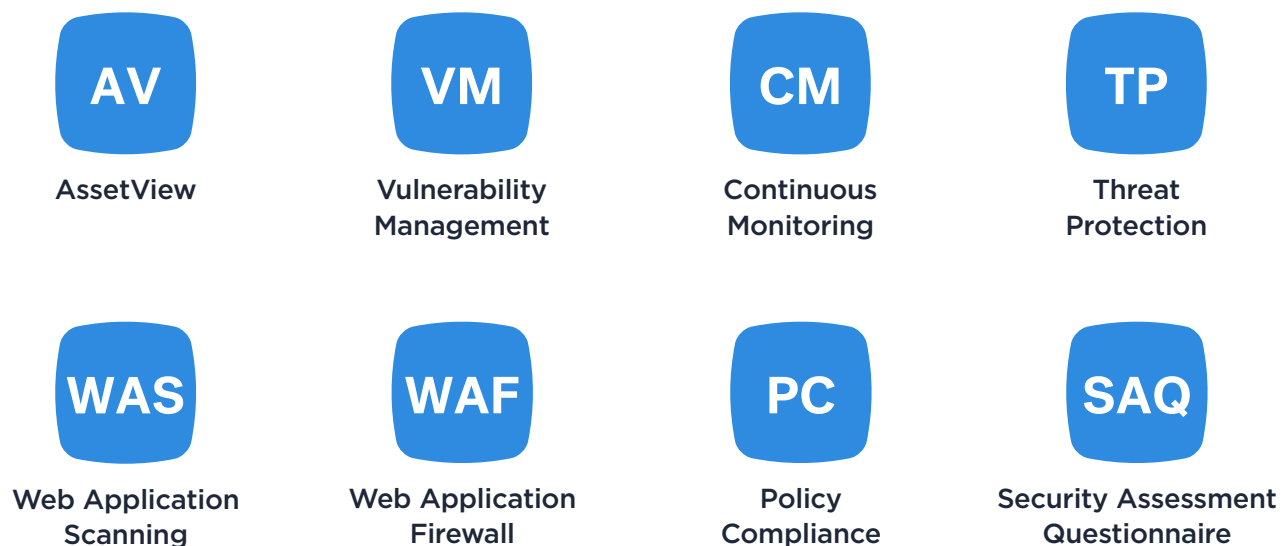 AV
AssetView
VM
Vulnerability
Management
CM
Continuous
Monitoring
TP
Threat
Protection
WAS
Web Application
Scanning
WAF
Web Application
Firewall
PC
Policy
Compliance
SAQ
Security Assessment
Questionnaire